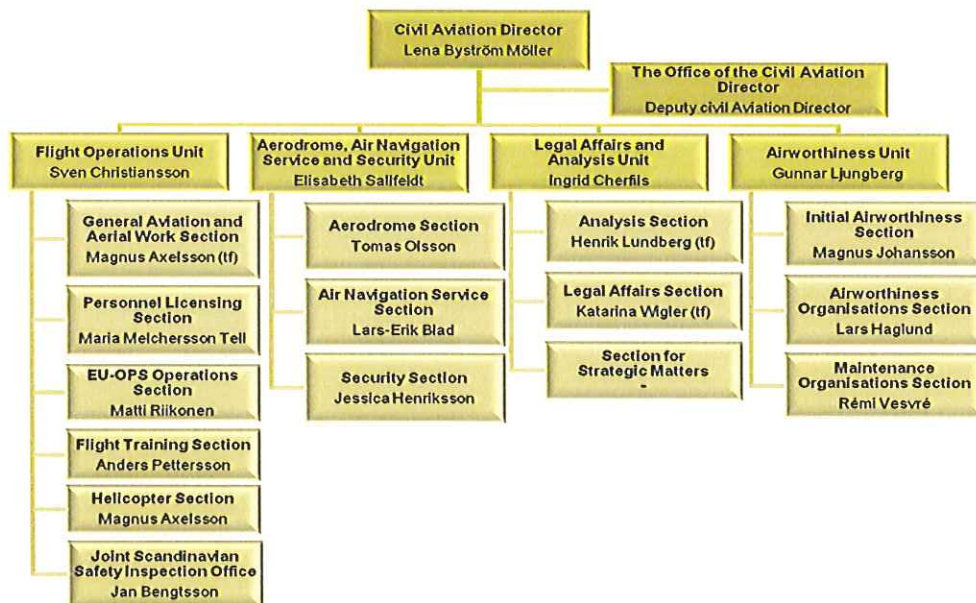 Civil Aviation Director
Lena Byström Möller
The Office of the Civil Aviation
Director
Deputy civil Aviation Director
Flight Operations Unit
Sven Christiansson
General Aviation and
Aerial Work Section
Magnus Axelsson (tf)
Personnel Licensing
Section
Maria Melchersson Tell
EU-OPS Operations
Section
Matti Riikonen
Flight Training Section
Anders Pettersson
Helicopter Section
Magnus Axelsson
Joint Scandinavian
Safety Inspection Office
Jan Bengtsson
Aerodrome, Air Navigation
Service and Security Unit
Elisabeth Sallfeldt
Aerodrome Section
Tomas Olsson
Air Navigation Service
Section
Lars-Erik Blad
Security Section
Jessica Henriksson
Legal Affairs and
Analysis Unit
Ingrid Cherfils
Analysis Section
Henrik Lundberg (tf)
Legal Affairs Section
Katarina Wigler (tf)
Section for
Strategic Matters
-
Airworthiness Unit
Gunnar Ljungberg
Initial Airworthiness
Section
Magnus Johansson
Airworthiness
Organisations Section
Lars Haglund
Maintenance
Organisations Section
Rémi Vesvré